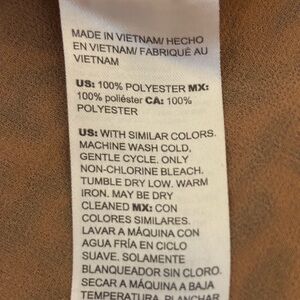 MADE IN VIETNAM/ HECHO
EN VIETNAM/ FABRIQUÉ AU
VIETNAM
US: 100% POLYESTER MX:
100% poliéster CA: 100%
POLYESTER
US: WITH SIMILAR COLORS.
MACHINE WASH COLD,
GENTLE CYCLE. ONLY
NON-CHLORINE BLEACH.
TUMBLE DRY LOW. WARM
IRON. MAY BE DRY
CLEANED MX: CON
COLORES SIMILARES.
LAVAR A MÁQUINA CON
AGUA FRÍA EN CICLO
SUAVE. SOLAMENTE
BLANQUEADOR SIN CLORO.
SECAR A MÁQUINA A BAJA
TEMPERATURA. PLANCHAR